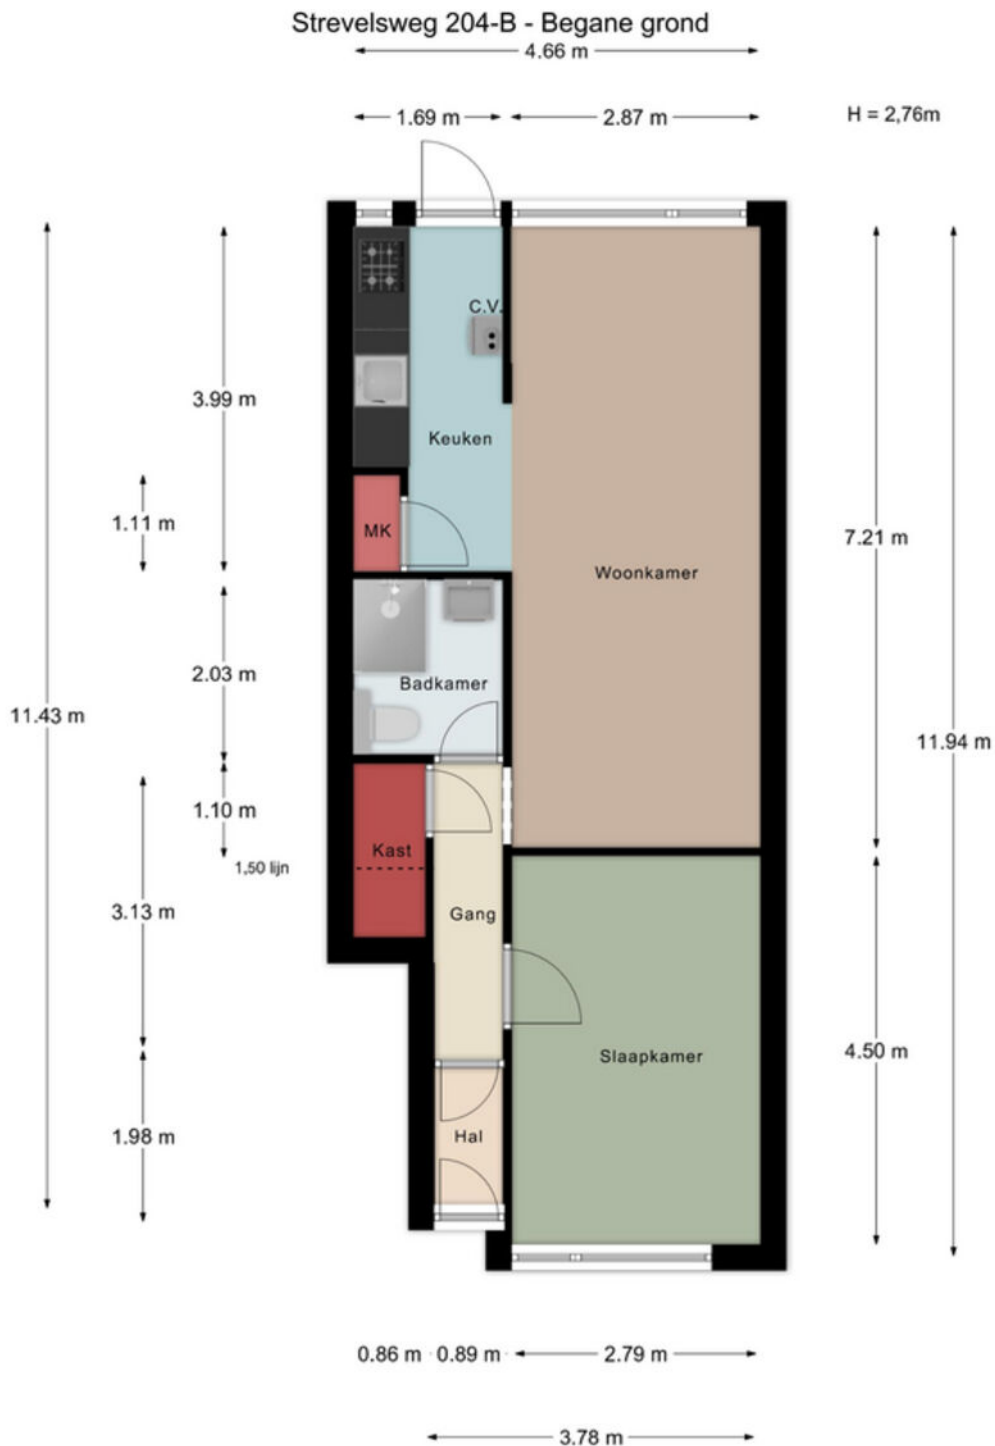 Strevelsweg 204-B - Begane grond
4.66 m
1.69 m
2.87 m
H = 2,76m
C.V.
3.99 m
Keuken
1.11 m
MK
7.21 m
Woonkamer
2.03 m
Badkamer
11.43 m
11.94 m
1.10 m
Kast
1,50 lijn
3.13 m
Gang
4.50 m
Slaapkamer
1.98 m
Hal
0.86 m
0.89 m
2.79 m
3.78 m